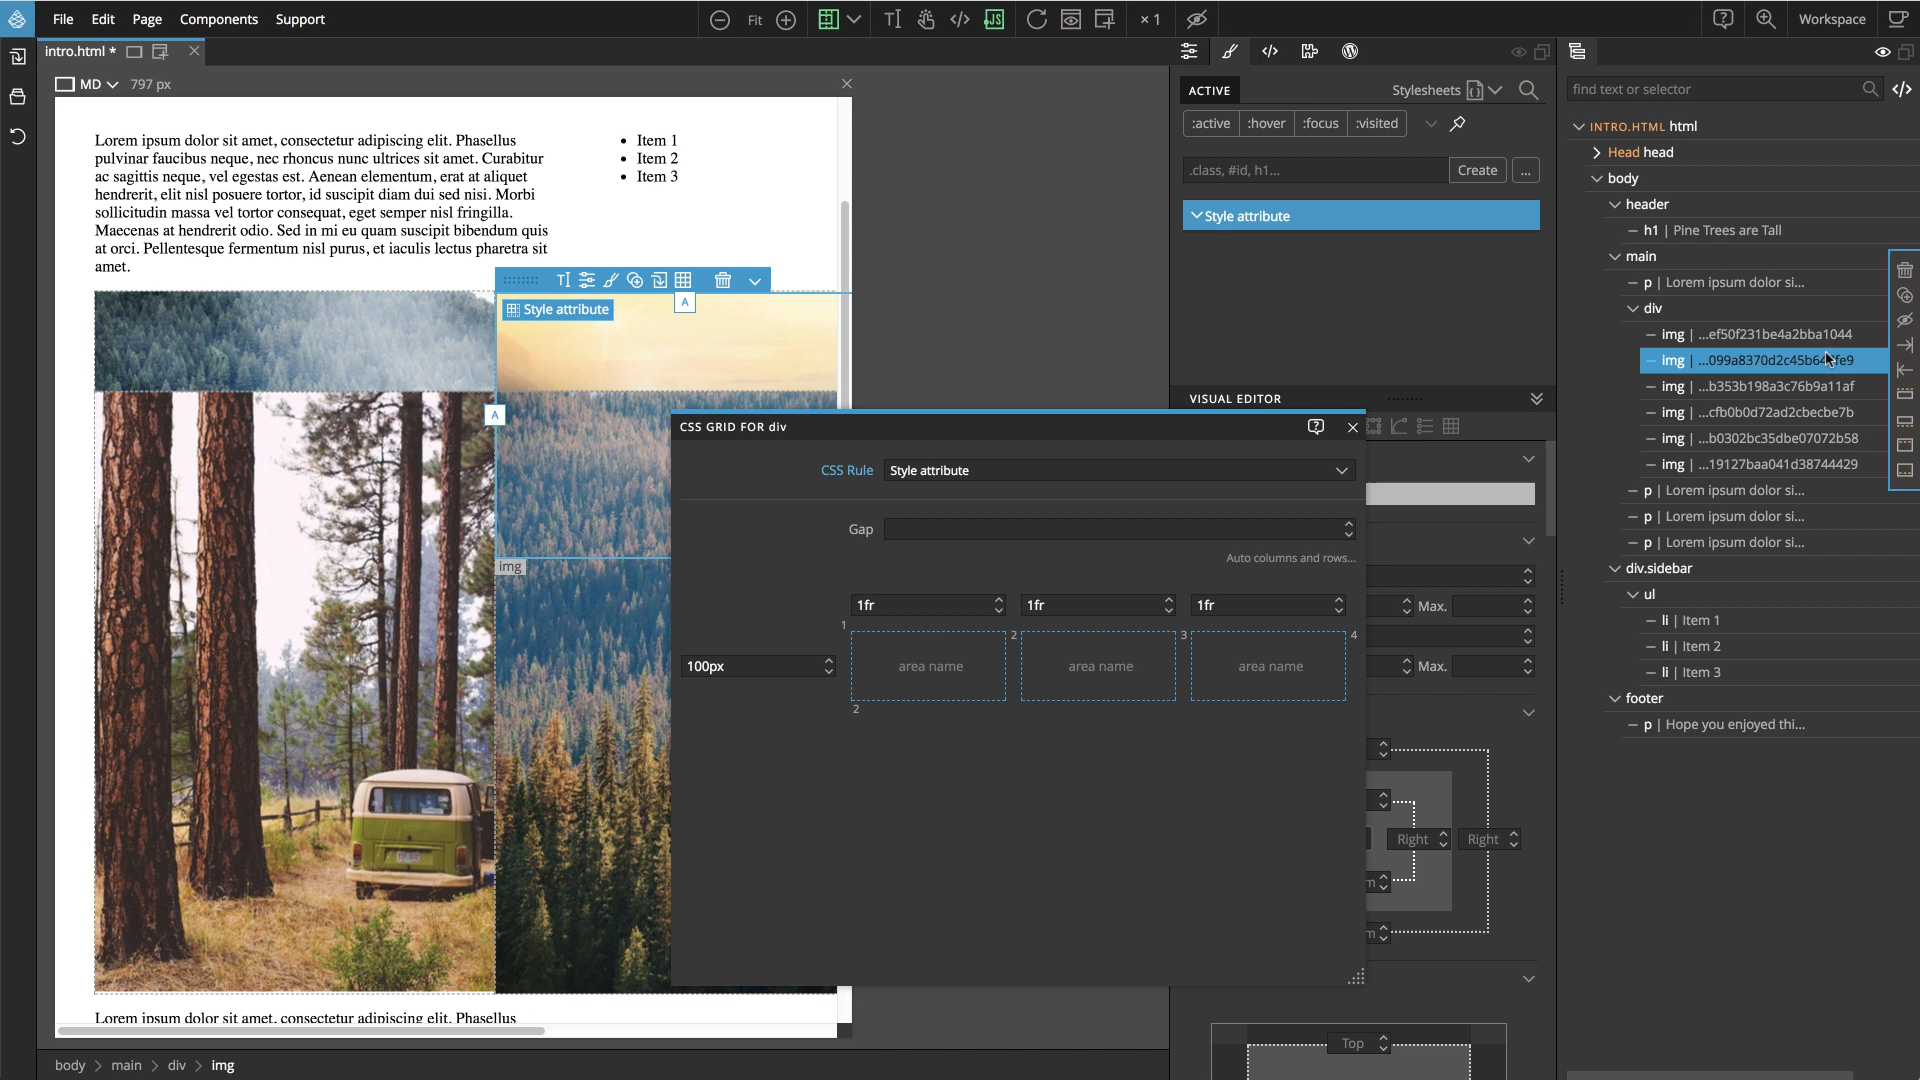 File Edit Page Components Support
Fit
× 1
Workspace
intro.html *
MD 797 px
Lorem ipsum dolor sit amet, consectetur adipiscing elit. Phasellus
pulvinar faucibus neque, nec rhoncus nunc ultrices sit amet. Curabitur
ac sagittis neque, vel egestas est. Aenean elementum, erat at aliquet
hendrerit, elit nisl posuere tortor, id suscipit diam dui sed nisi. Morbi
sollicitudin massa vel tortor consequat, eget semper nisl fringilla.
Maecenas at hendrerit odio. Sed in mi eu quam suscipit bibendum quis
at orci. Pellentesque fermentum nisl purus, et iaculis lectus pharetra sit
amet.
• Item 1
• Item 2
• Item 3
Style attribute
A
A
img
Lorem ipsum dolor sit amet, consectetur adipiscing elit. Phasellus
body > main > div > img
CSS GRID FOR div
CSS Rule Style attribute
Gap
Auto columns and rows...
1fr 1fr 1fr
1 2 3 4
100px area name area name area name
2
ACTIVE Stylesheets
:active :hover :focus :visited
.class, #id, h1... Create ...
Style attribute
VISUAL EDITOR
Max.
Max.
Right Right
m
m
Top
find text or selector
INTRO.HTML html
Head head
body
header
h1 | Pine Trees are Tall
main
p | Lorem ipsum dolor si...
div
img | ...ef50f231be4a2bba1044
img
img | ...b353b198a3c76b9a11af
img | ...cfb0b0d72ad2cbecbe7b
img | ...b0302bc35dbe07072b58
img | ...19127baa041d38744429
p | Lorem ipsum dolor si...
p | Lorem ipsum dolor si...
p | Lorem ipsum dolor si...
div.sidebar
ul
li | Item 1
li | Item 2
li | Item 3
footer
p | Hope you enjoyed thi...